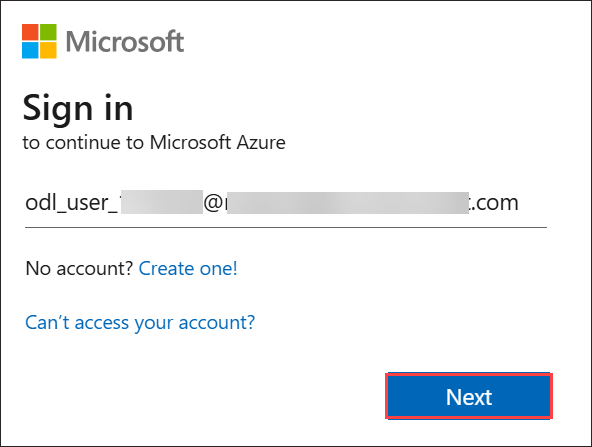 Microsoft
Sign in
to continue to Microsoft Azure
odl_user_ @ .com
No account? Create one!
Can't access your account?
Next